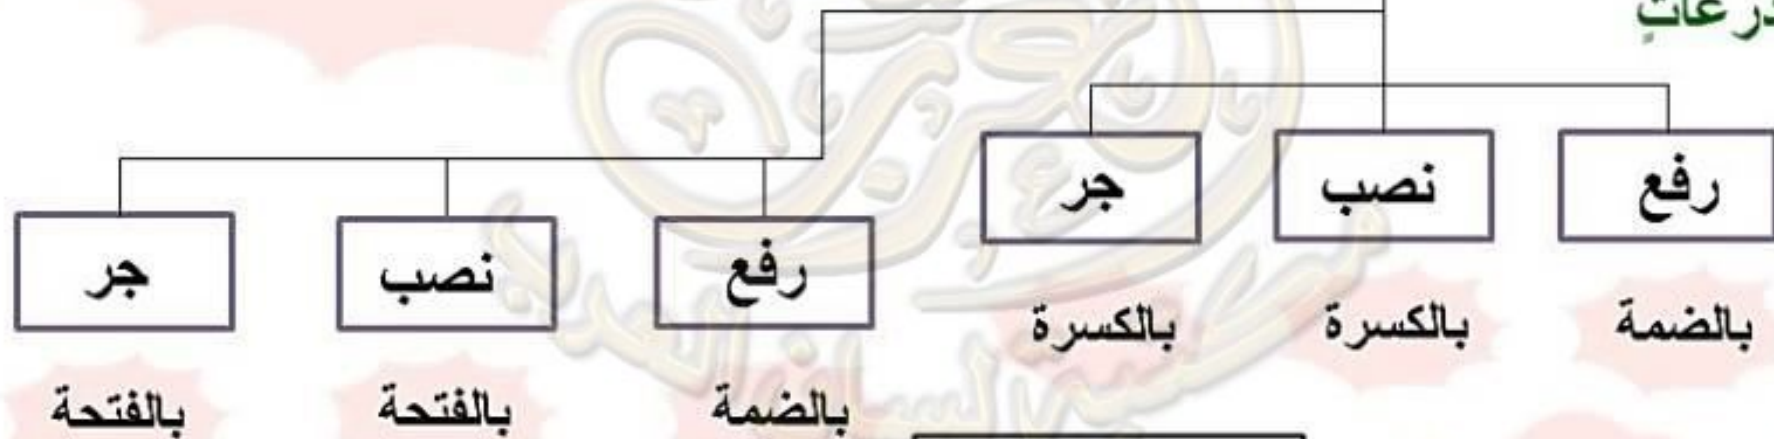 رفع نصب جر
بالضمة بالكسرة بالكسرة
رفع نصب جر
بالضمة بالفتحة بالفتحة